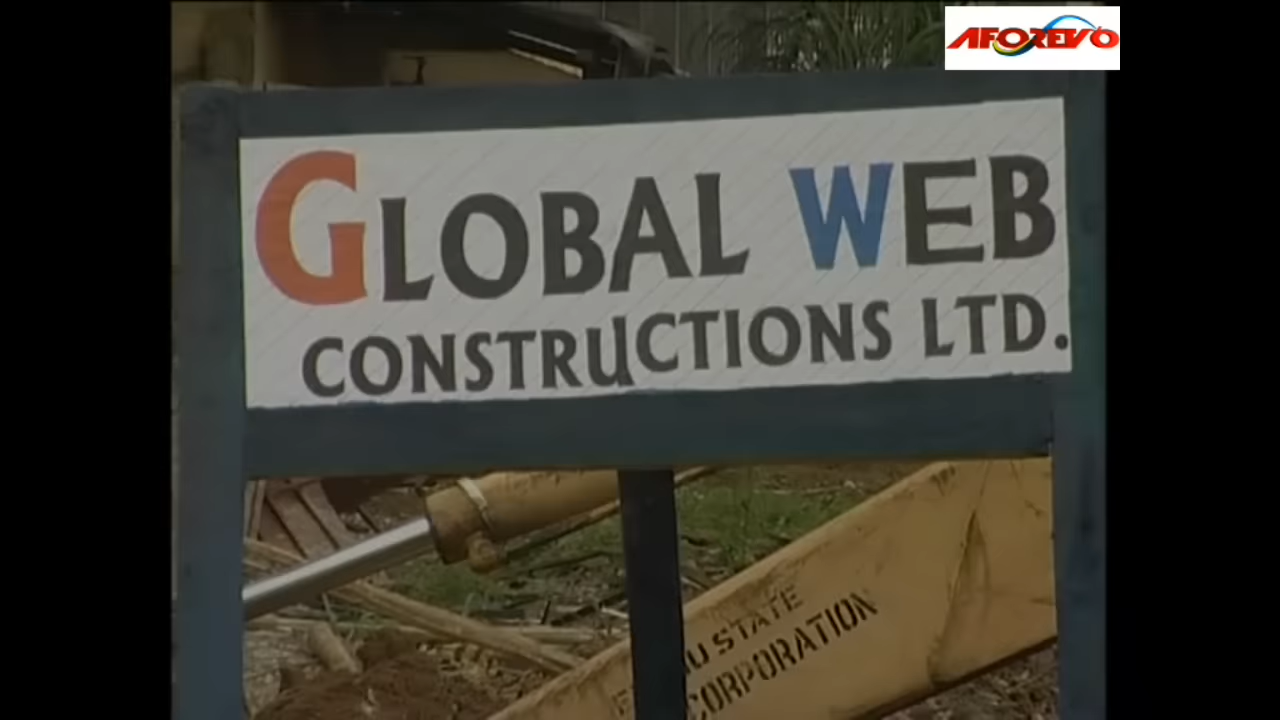 AFOREVO
GLOBAL WEB
CONSTRUCTIONS LTD.
STATE
CORPORATION